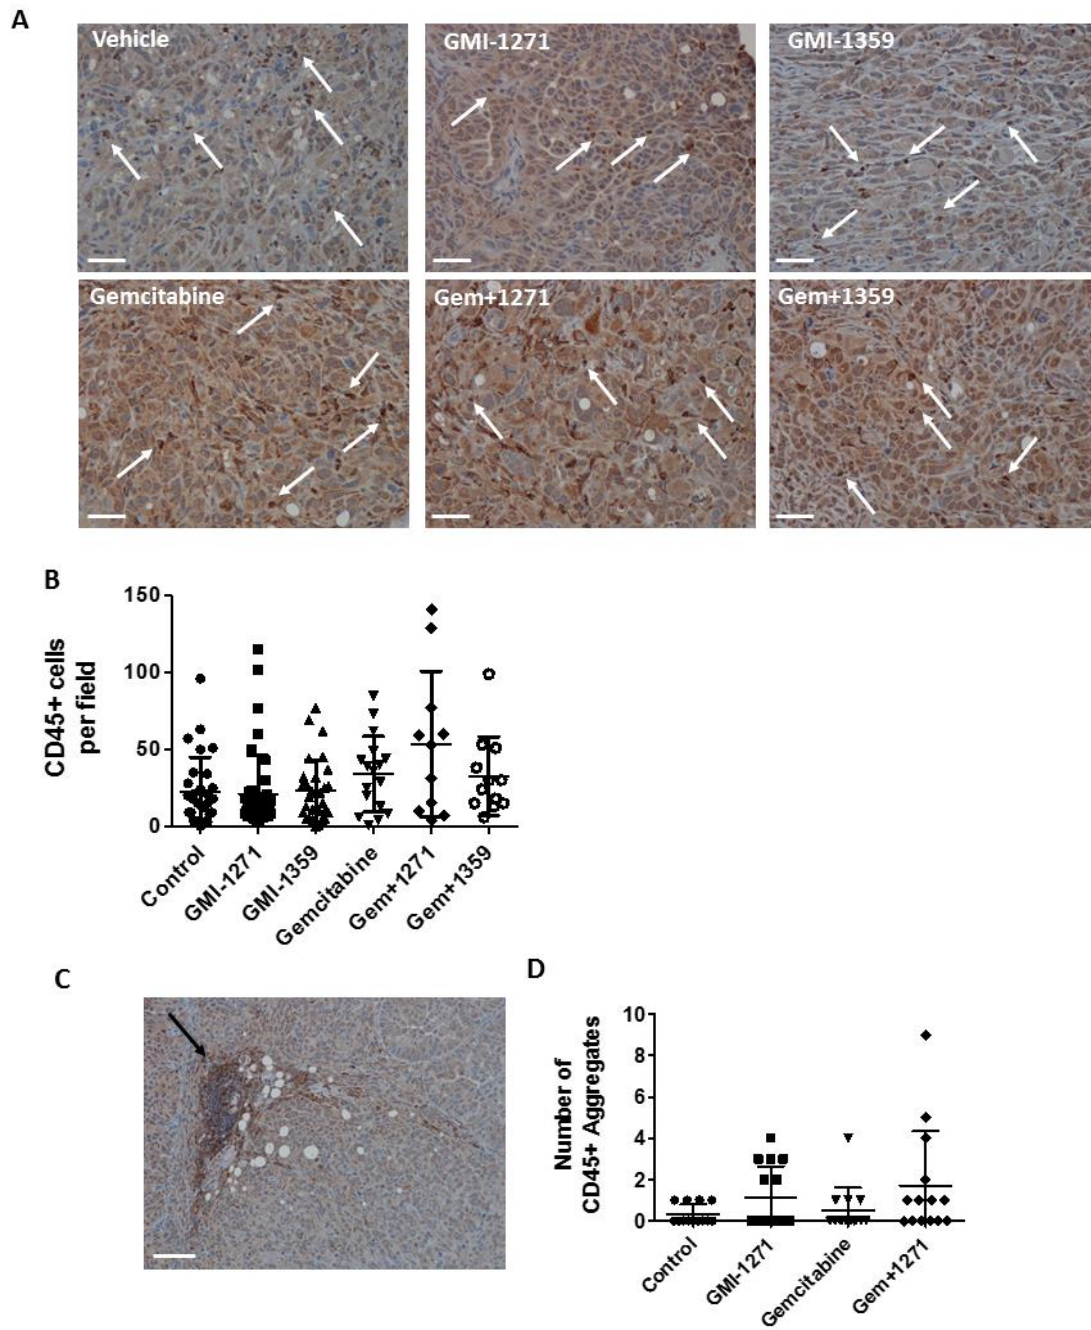 A
Vehicle
GMI-1271
GMI-1359
Gemcitabine
Gem+1271
Gem+1359
B
CD45+ cells
per field
150
100
50
0
Control
GMI-1271
GMI-1359
Gemcitabine
Gem+1271
Gem+1359
C
D
Number of
CD45+ Aggregates
10
8
6
4
2
0
Control
GMI-1271
Gemcitabine
Gem+1271